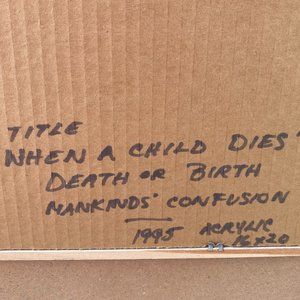 TITLE
WHEN A CHILD DIES
DEATH OR BIRTH
MANKINDS' CONFUSION
1995 ACRYLIC
16x20